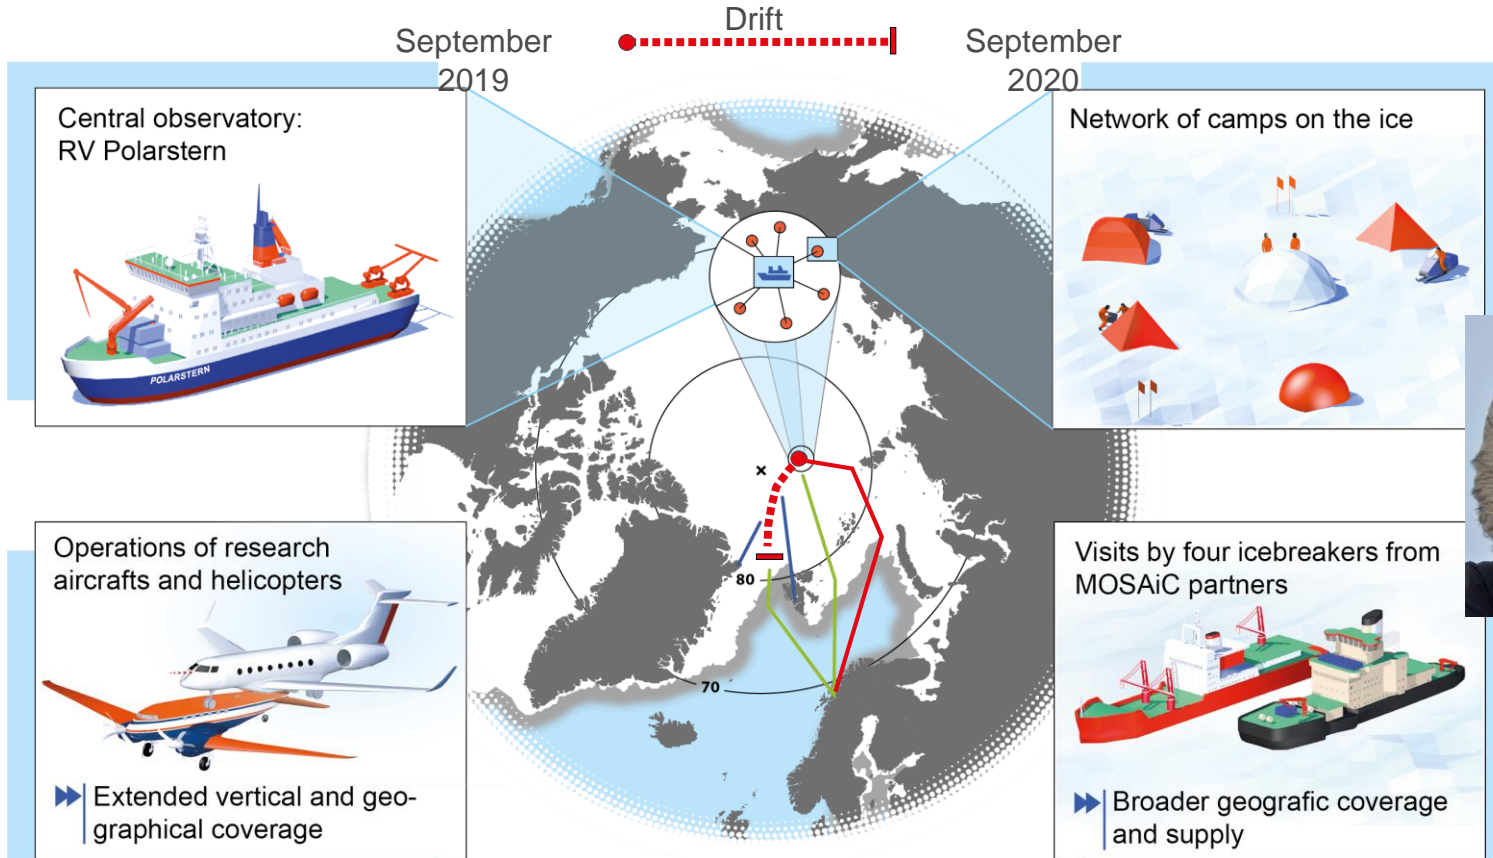 Drift
September
2019
September
2020
Central observatory:
RV Polarstern
POLARSTERN
Network of camps on the ice
80
70
Operations of research
aircrafts and helicopters
Extended vertical and geo-
graphical coverage
Visits by four icebreakers from
MOSAiC partners
Broader geografic coverage
and supply